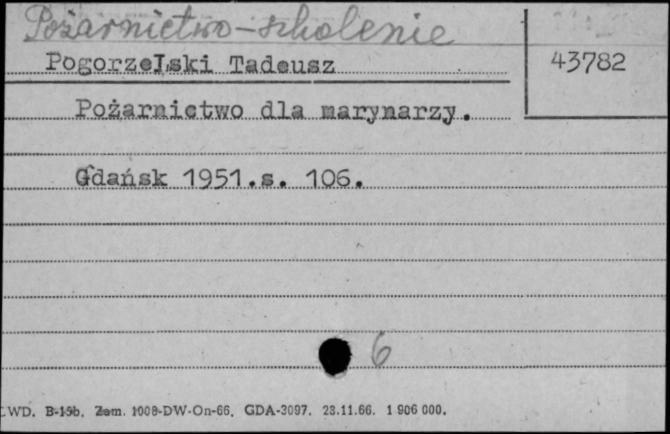 Pożarnictwo-szkolenie
Pogorzelski Tadeusz
43782
Pożarnictwo dla marynarzy.
Gdańsk 1951.s. 106.
6
WD. B-15b. Zam. 1008-DW-On-66. GDA-3097. 23.11.66. 1 906 000.